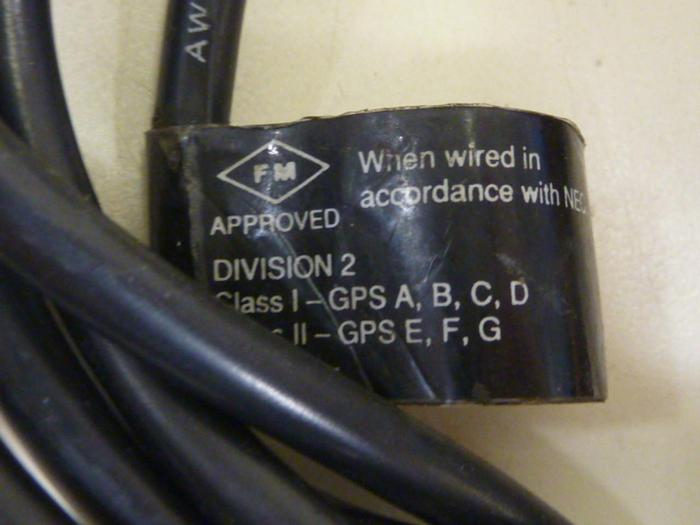 AW
FM
When wired in
accordance with NEC
APPROVED
DIVISION 2
Class I – GPS A, B, C, D
II – GPS E, F, G